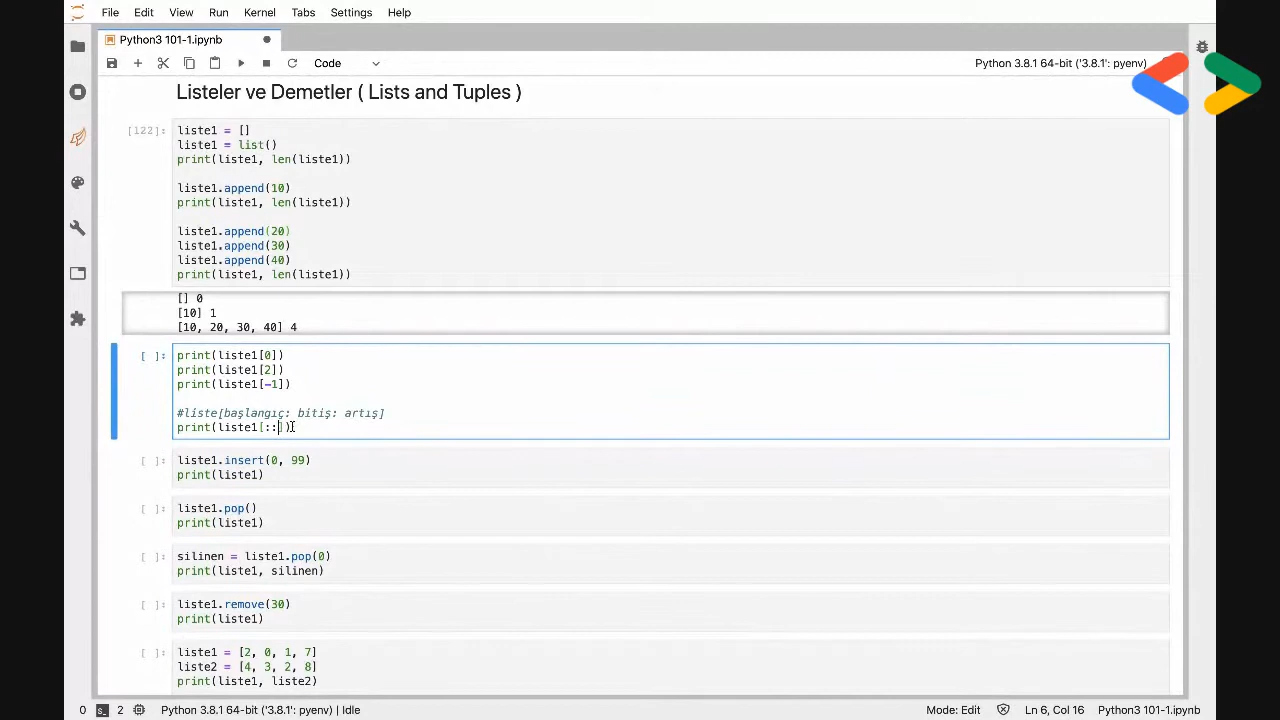 File Edit View Run Kernel Tabs Settings Help
Python3 101-1.ipynb
Code Python 3.8.1 64-bit ('3.8.1': pyenv)
Listeler ve Demetler ( Lists and Tuples )
[122]: liste1 = []
liste1 = list()
print(liste1, len(liste1))
liste1.append(10)
print(liste1, len(liste1))
liste1.append(20)
liste1.append(30)
liste1.append(40)
print(liste1, len(liste1))
[] 0
[10] 1
[10, 20, 30, 40] 4
[ ]: print(liste1[0])
print(liste1[2])
print(liste1[-1])
#liste[başlangıç: bitiş: artış]
print(liste1[::])
[ ]: liste1.insert(0, 99)
print(liste1)
[ ]: liste1.pop()
print(liste1)
[ ]: silinen = liste1.pop(0)
print(liste1, silinen)
[ ]: liste1.remove(30)
print(liste1)
[ ]: liste1 = [2, 0, 1, 7]
liste2 = [4, 3, 2, 8]
print(liste1, liste2)
0 2 Python 3.8.1 64-bit ('3.8.1': pyenv) | Idle Mode: Edit Ln 6, Col 16 Python3 101-1.ipynb